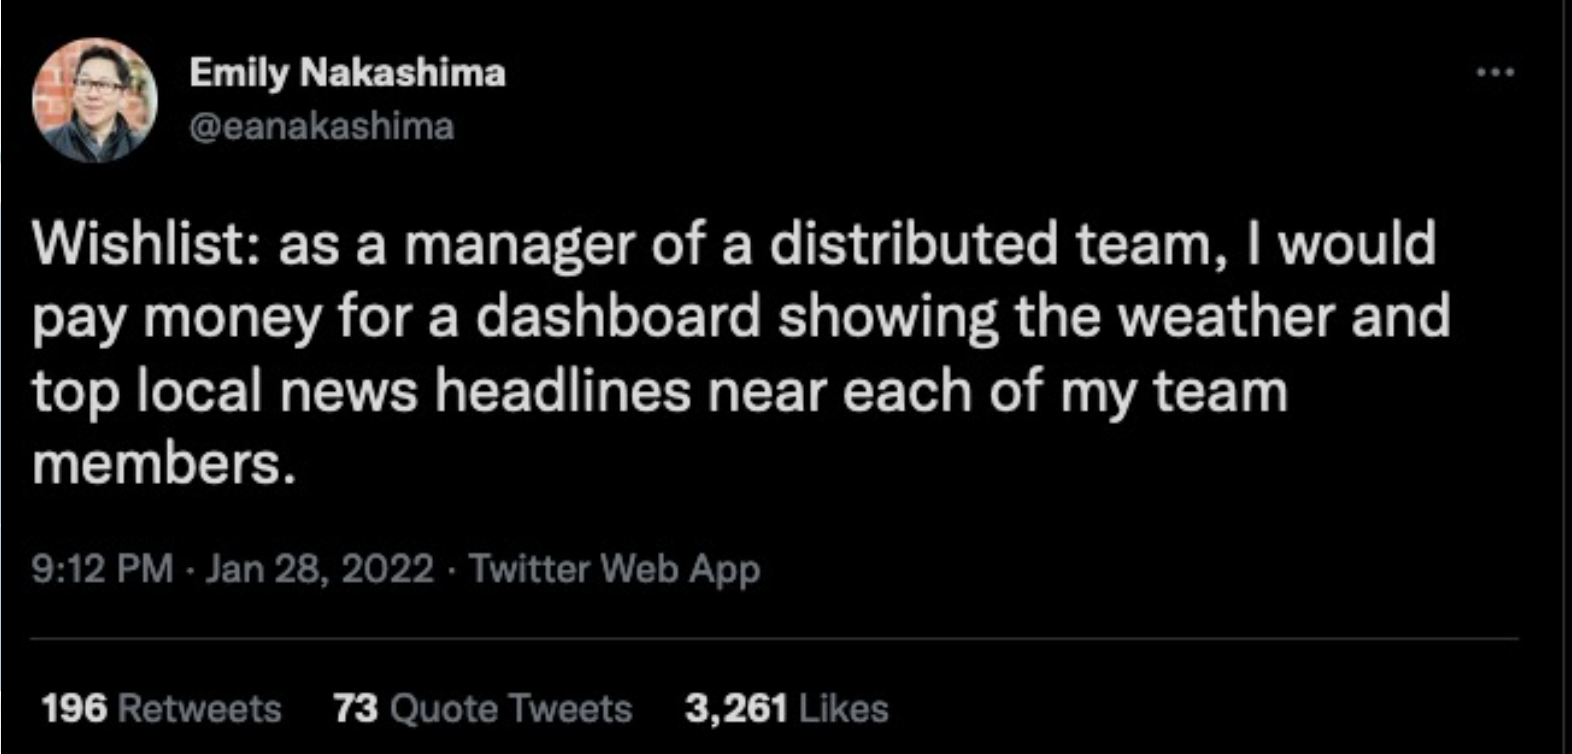 Emily Nakashima
@eanakashima
Wishlist: as a manager of a distributed team, I would
pay money for a dashboard showing the weather and
top local news headlines near each of my team
members.
9:12 PM · Jan 28, 2022 · Twitter Web App
196 Retweets 73 Quote Tweets 3,261 Likes